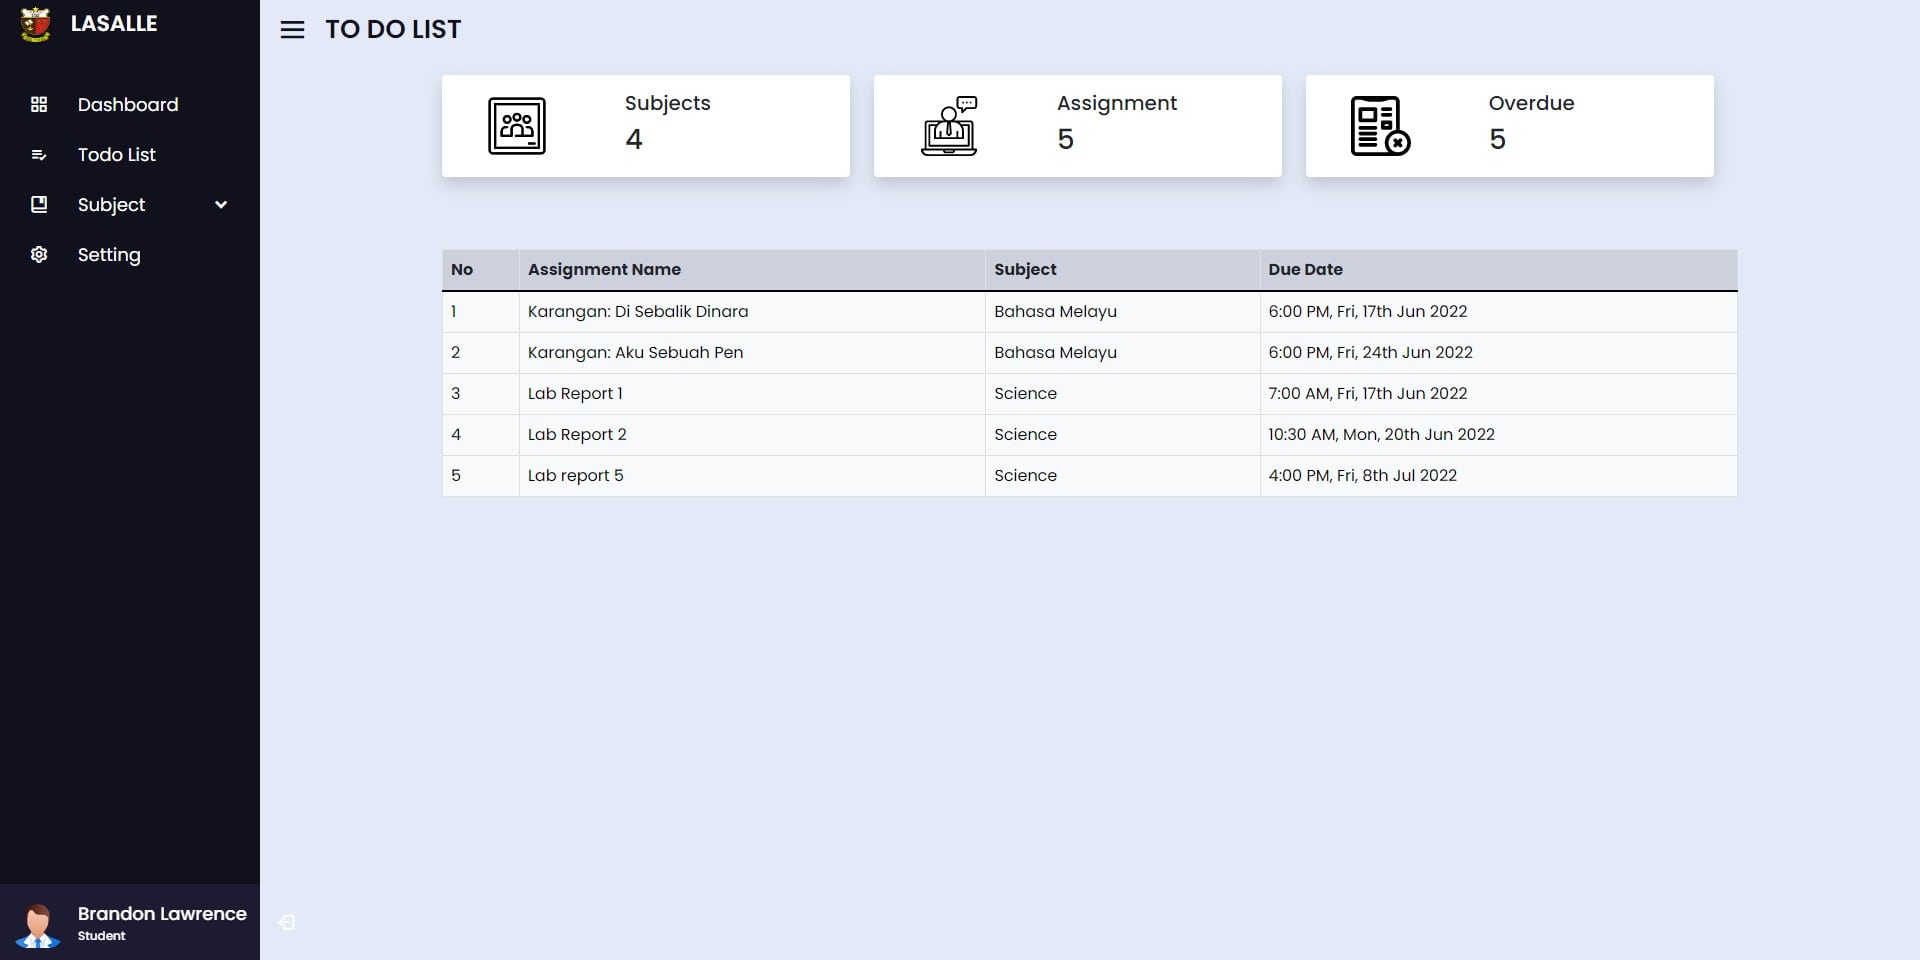 LASALLE
Dashboard
Todo List
Subject
Setting
Brandon Lawrence
Student
TO DO LIST
Subjects
4
Assignment
5
Overdue
5
No Assignment Name Subject Due Date
1 Karangan: Di Sebalik Dinara Bahasa Melayu 6:00 PM, Fri, 17th Jun 2022
2 Karangan: Aku Sebuah Pen Bahasa Melayu 6:00 PM, Fri, 24th Jun 2022
3 Lab Report 1 Science 7:00 AM, Fri, 17th Jun 2022
4 Lab Report 2 Science 10:30 AM, Mon, 20th Jun 2022
5 Lab report 5 Science 4:00 PM, Fri, 8th Jul 2022